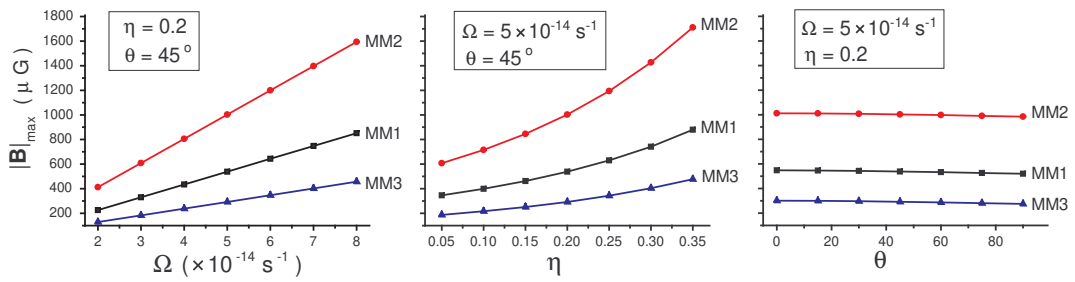 |B|max ( μ G )
1800
1600
1400
1200
1000
800
600
400
200
η = 0.2
θ = 45°
MM2
MM1
MM3
2 3 4 5 6 7 8
Ω (×10⁻¹⁴ s⁻¹)
Ω = 5×10⁻¹⁴ s⁻¹
θ = 45°
MM2
MM1
MM3
0.05 0.10 0.15 0.20 0.25 0.30 0.35
η
Ω = 5×10⁻¹⁴ s⁻¹
η = 0.2
MM2
MM1
MM3
0 20 40 60 80
θ